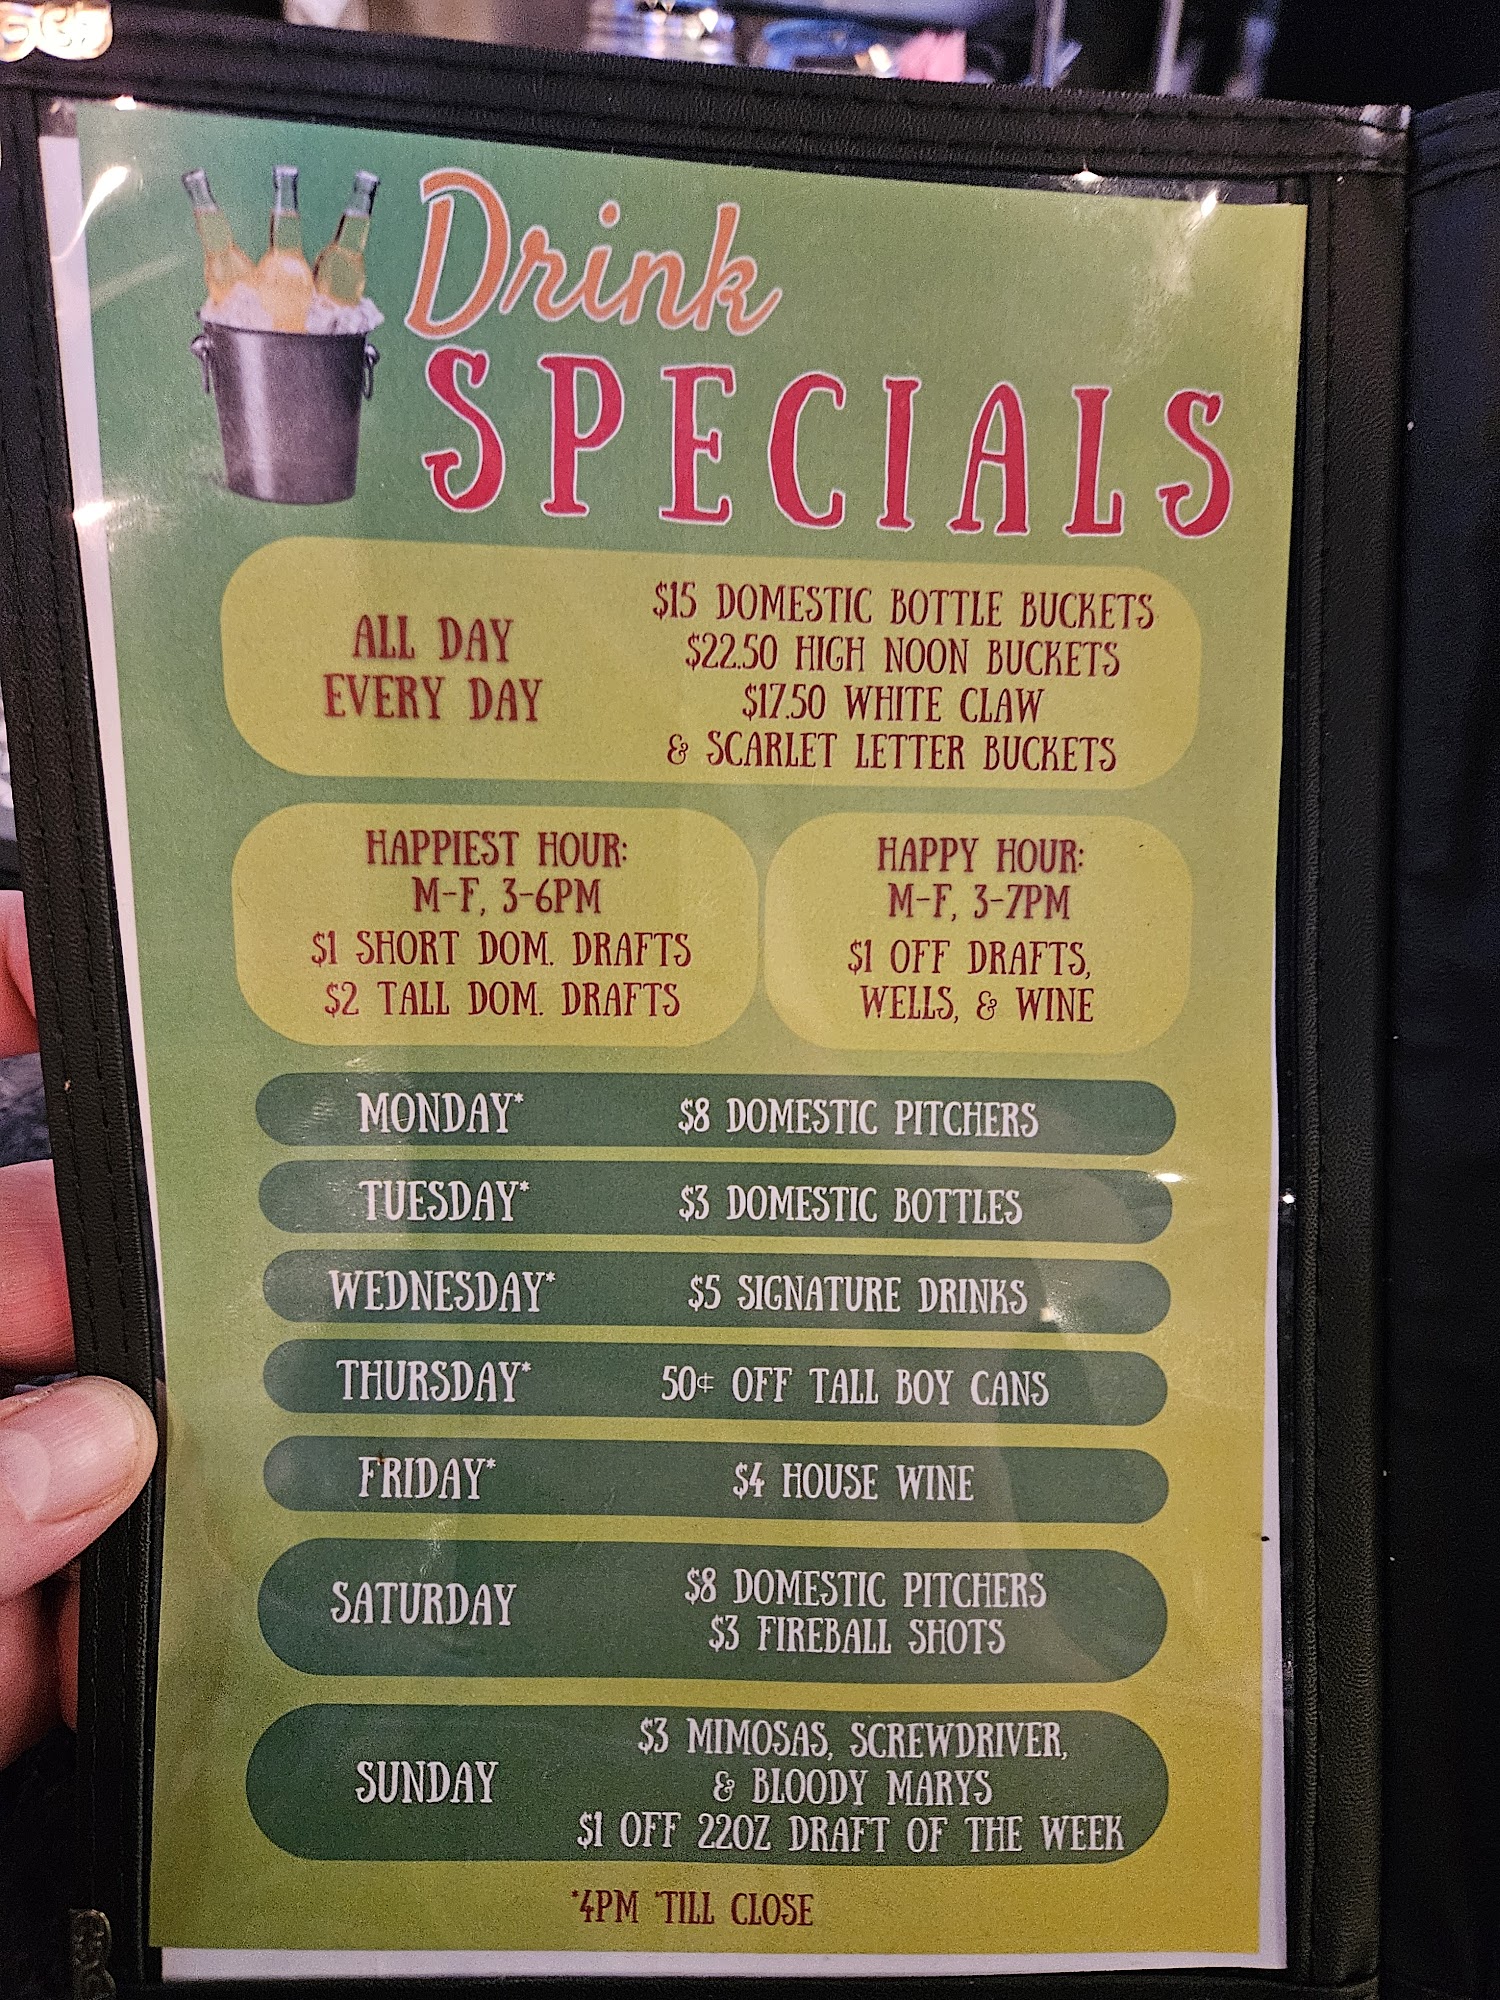 Drink
SPECIALS
ALL DAY
EVERY DAY
$15 DOMESTIC BOTTLE BUCKETS
$22.50 HIGH NOON BUCKETS
$17.50 WHITE CLAW
& SCARLET LETTER BUCKETS
HAPPIEST HOUR:
M-F, 3-6PM
$1 SHORT DOM. DRAFTS
$2 TALL DOM. DRAFTS
HAPPY HOUR:
M-F, 3-7PM
$1 OFF DRAFTS,
WELLS, & WINE
MONDAY* $8 DOMESTIC PITCHERS
TUESDAY* $3 DOMESTIC BOTTLES
WEDNESDAY* $5 SIGNATURE DRINKS
THURSDAY* 50¢ OFF TALL BOY CANS
FRIDAY* $4 HOUSE WINE
SATURDAY
$8 DOMESTIC PITCHERS
$3 FIREBALL SHOTS
SUNDAY
$3 MIMOSAS, SCREWDRIVER,
& BLOODY MARYS
$1 OFF 22OZ DRAFT OF THE WEEK
*4PM 'TILL CLOSE